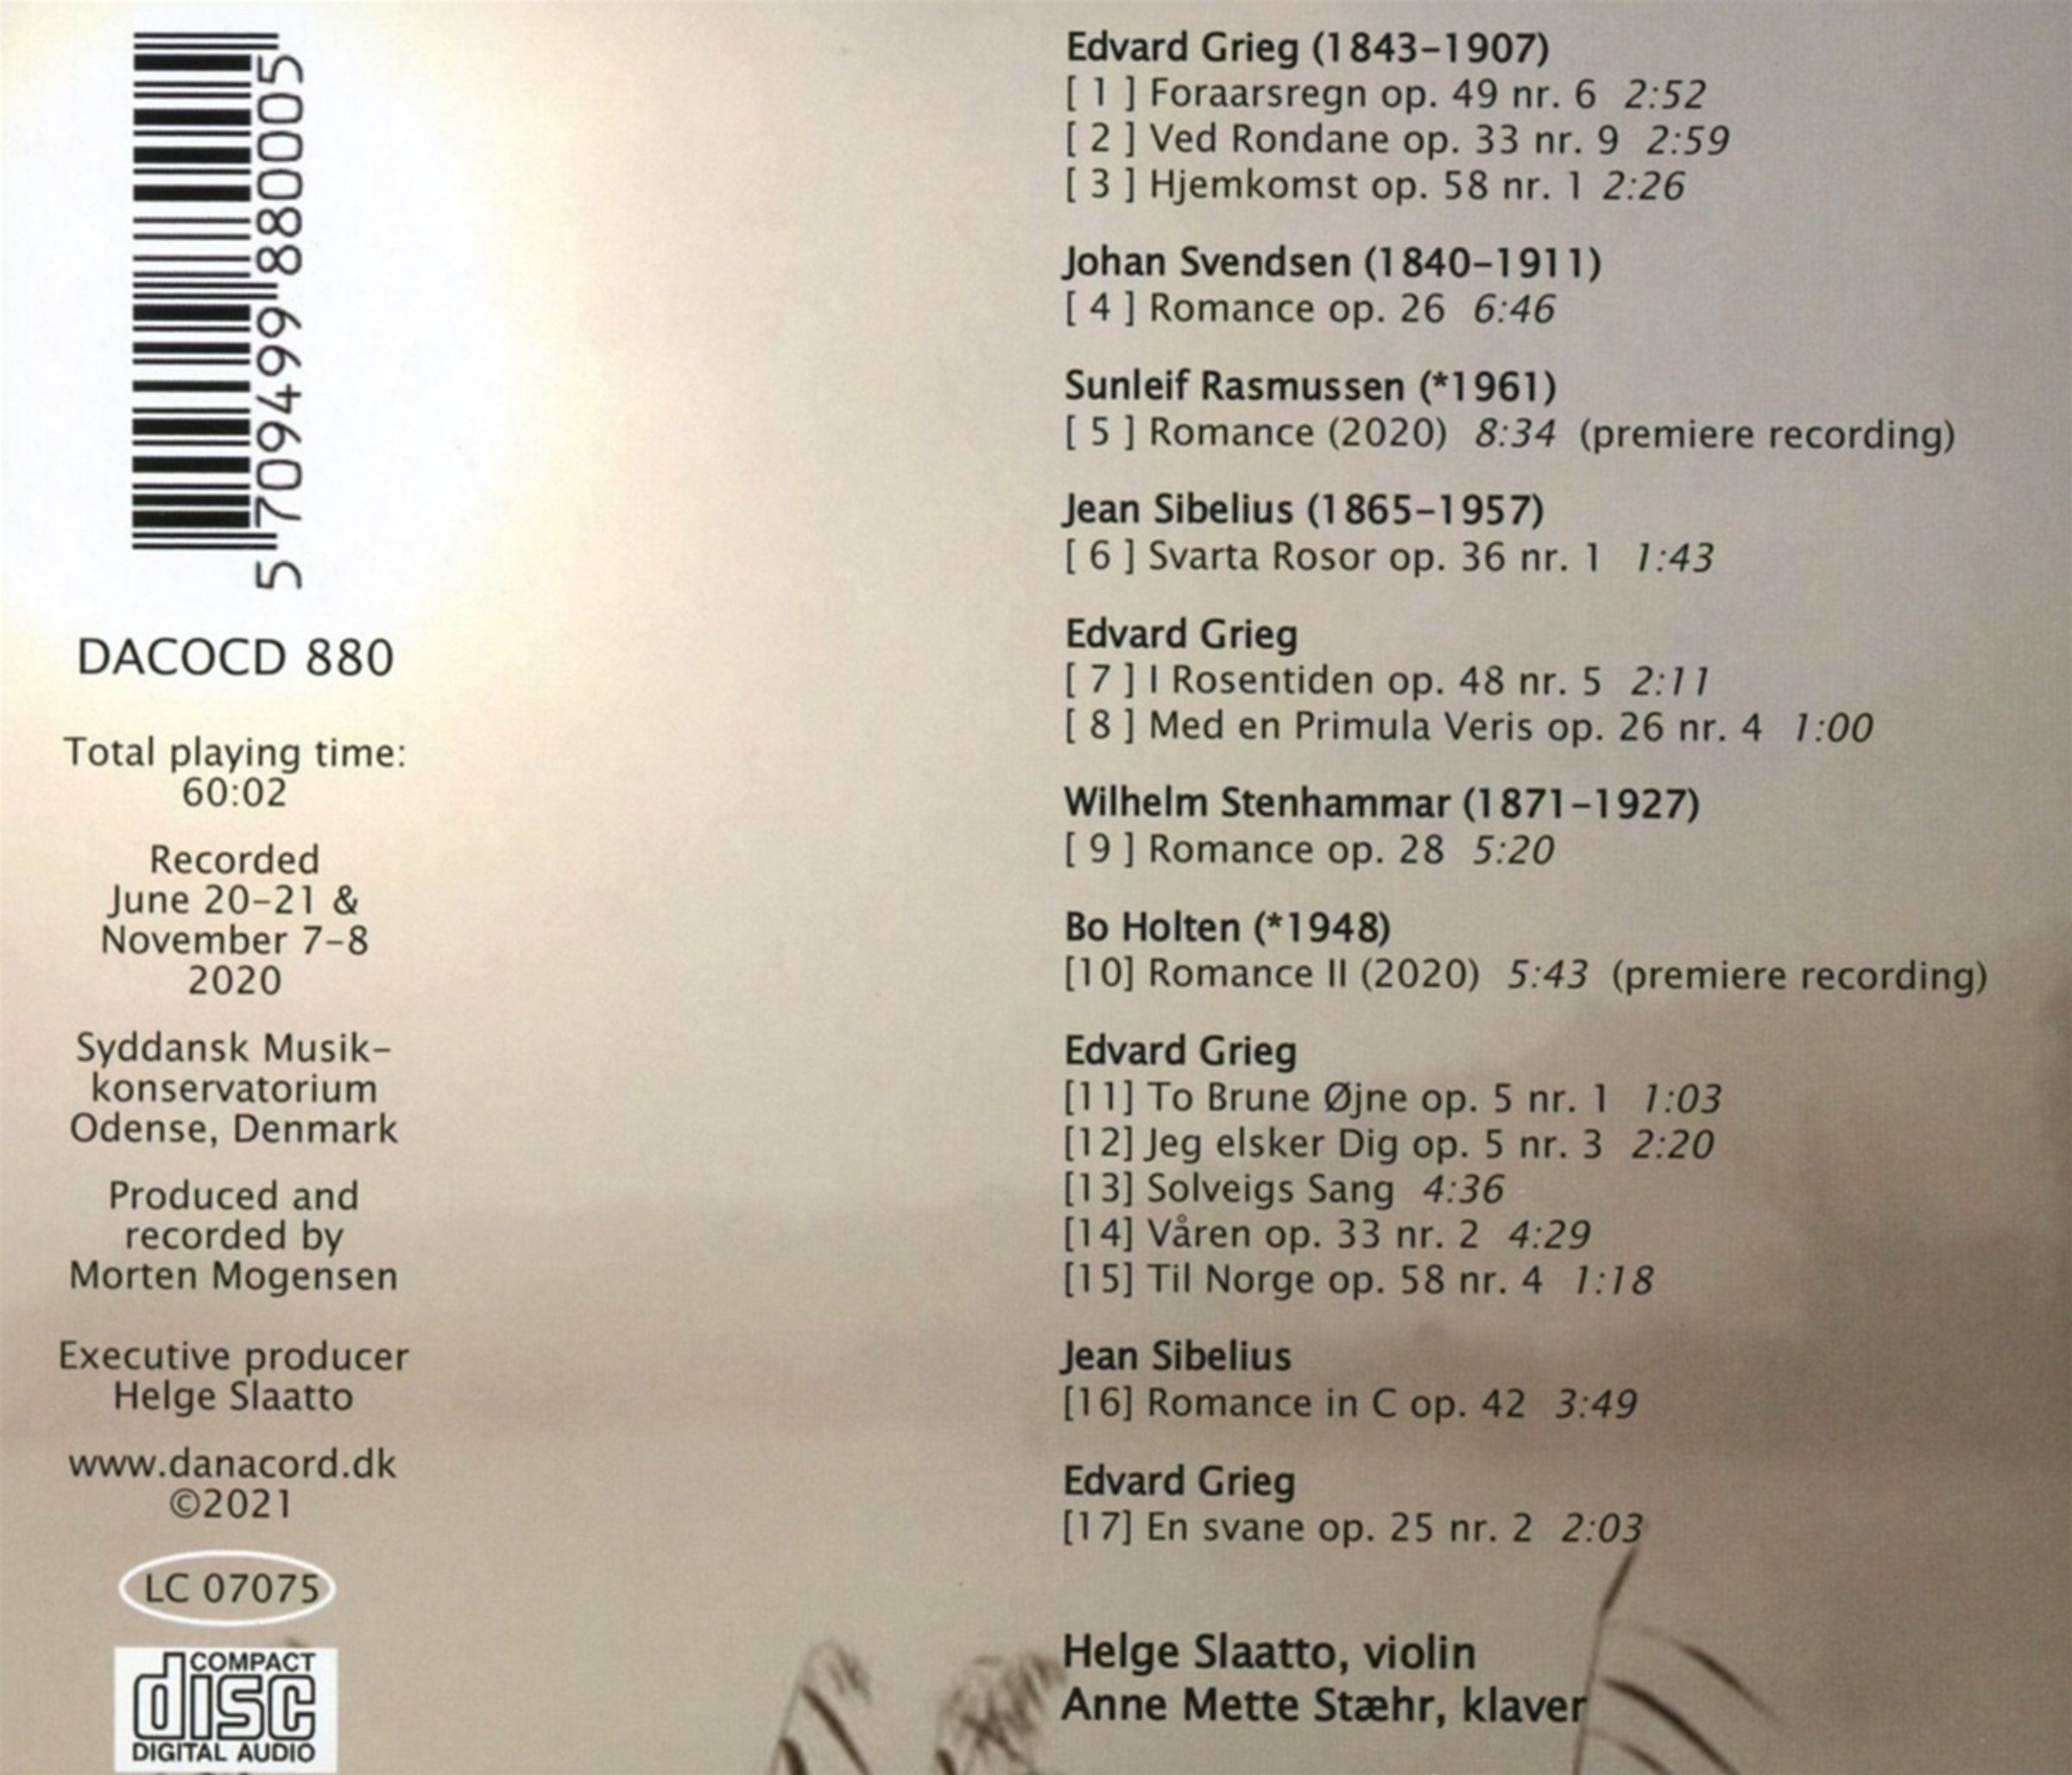 5 709499 880005
DACOCD 880
Total playing time:
60:02
Recorded
June 20–21 &
November 7–8
2020
Syddansk Musik–
konservatorium
Odense, Denmark
Produced and
recorded by
Morten Mogensen
Executive producer
Helge Slaatto
www.danacord.dk
©2021
LC 07075
COMPACT
disc
DIGITAL AUDIO
Edvard Grieg (1843–1907)
[ 1 ] Foraarsregn op. 49 nr. 6 2:52
[ 2 ] Ved Rondane op. 33 nr. 9 2:59
[ 3 ] Hjemkomst op. 58 nr. 1 2:26
Johan Svendsen (1840–1911)
[ 4 ] Romance op. 26 6:46
Sunleif Rasmussen (*1961)
[ 5 ] Romance (2020) 8:34 (premiere recording)
Jean Sibelius (1865–1957)
[ 6 ] Svarta Rosor op. 36 nr. 1 1:43
Edvard Grieg
[ 7 ] I Rosentiden op. 48 nr. 5 2:11
[ 8 ] Med en Primula Veris op. 26 nr. 4 1:00
Wilhelm Stenhammar (1871–1927)
[ 9 ] Romance op. 28 5:20
Bo Holten (*1948)
[10] Romance II (2020) 5:43 (premiere recording)
Edvard Grieg
[11] To Brune Øjne op. 5 nr. 1 1:03
[12] Jeg elsker Dig op. 5 nr. 3 2:20
[13] Solveigs Sang 4:36
[14] Våren op. 33 nr. 2 4:29
[15] Til Norge op. 58 nr. 4 1:18
Jean Sibelius
[16] Romance in C op. 42 3:49
Edvard Grieg
[17] En svane op. 25 nr. 2 2:03
Helge Slaatto, violin
Anne Mette Stæhr, klaver